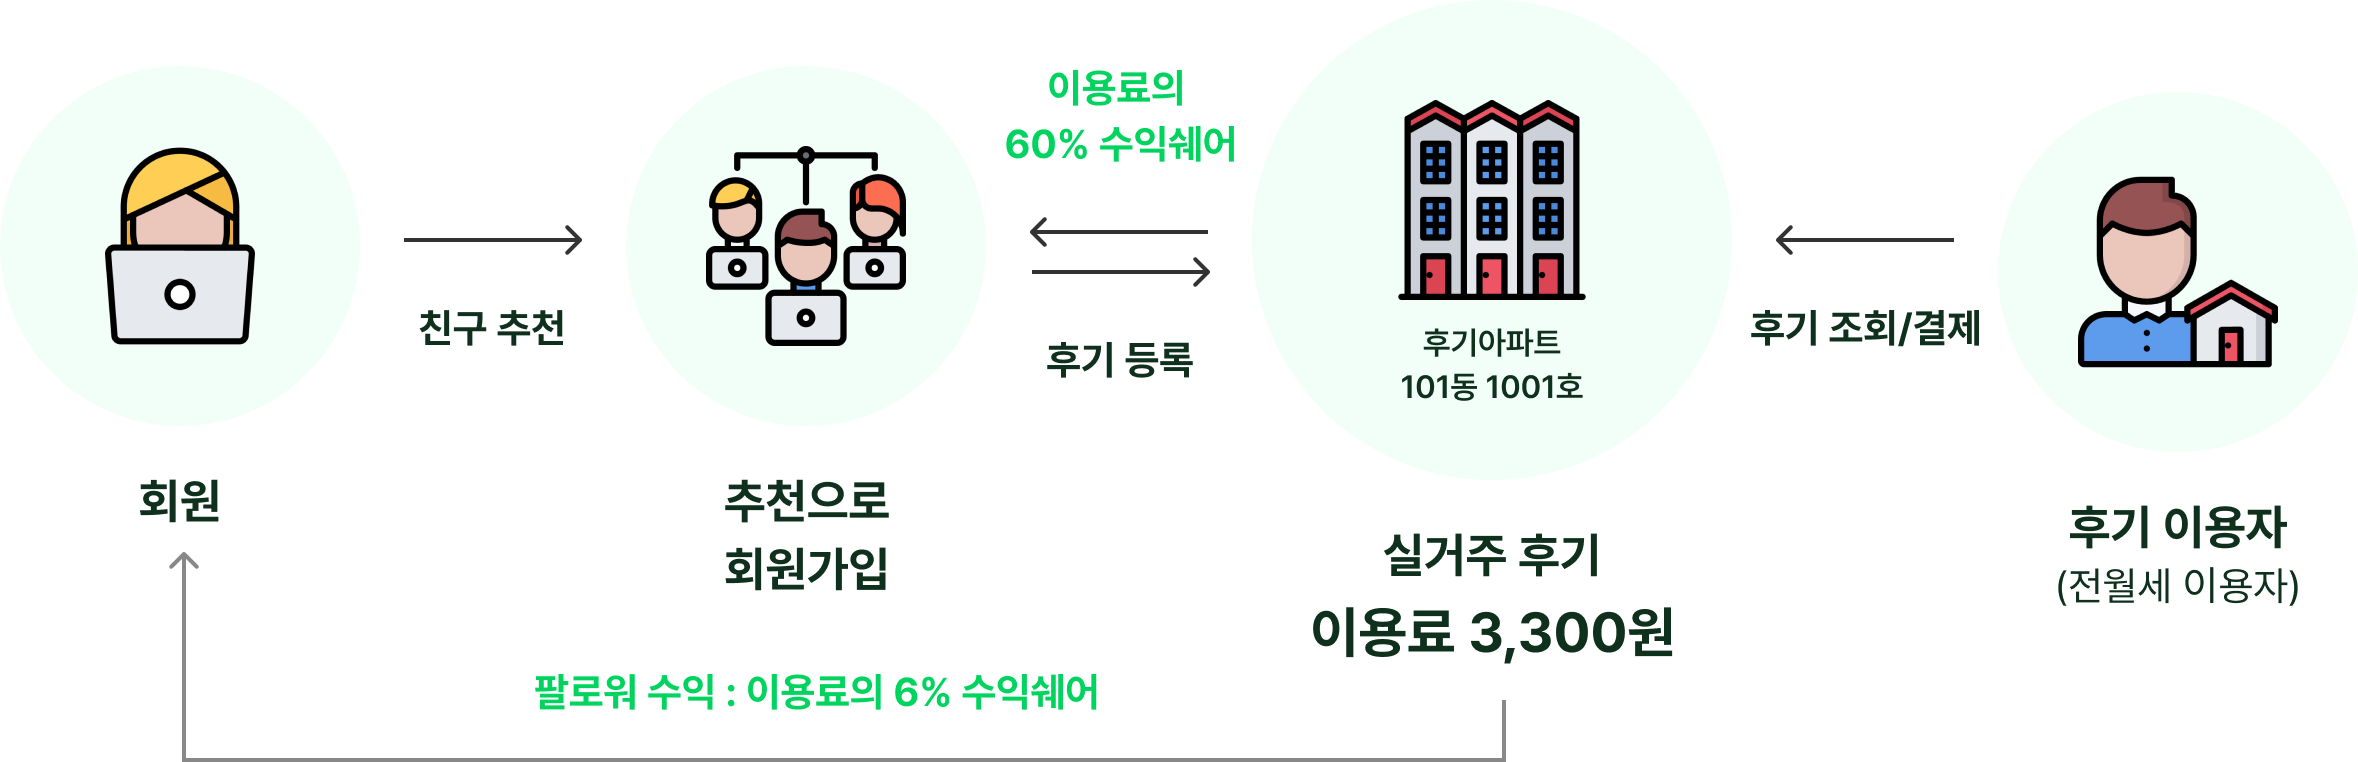 친구 추천
회원
추천으로
회원가입
이용료의
60% 수익쉐어
후기 등록
후기아파트
101동 1001호
실거주 후기
이용료 3,300원
후기 조회/결제
후기 이용자
(전월세 이용자)
팔로워 수익 : 이용료의 6% 수익쉐어